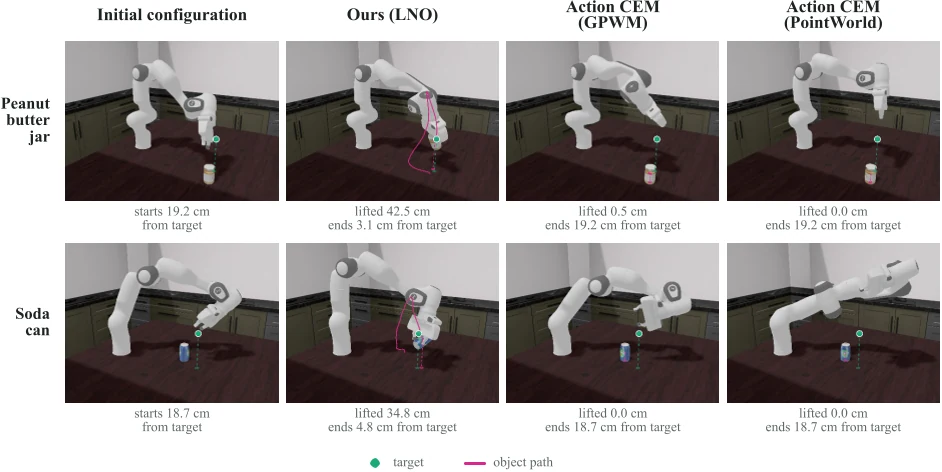 Initial configuration
Ours (LNO)
Action CEM
(GPWM)
Action CEM
(PointWorld)
Peanut
butter
jar
starts 19.2 cm
from target
lifted 42.5 cm
ends 3.1 cm from target
lifted 0.5 cm
ends 19.2 cm from target
lifted 0.0 cm
ends 19.2 cm from target
Soda
can
starts 18.7 cm
from target
lifted 34.8 cm
ends 4.8 cm from target
lifted 0.0 cm
ends 18.7 cm from target
lifted 0.0 cm
ends 18.7 cm from target
target
object path